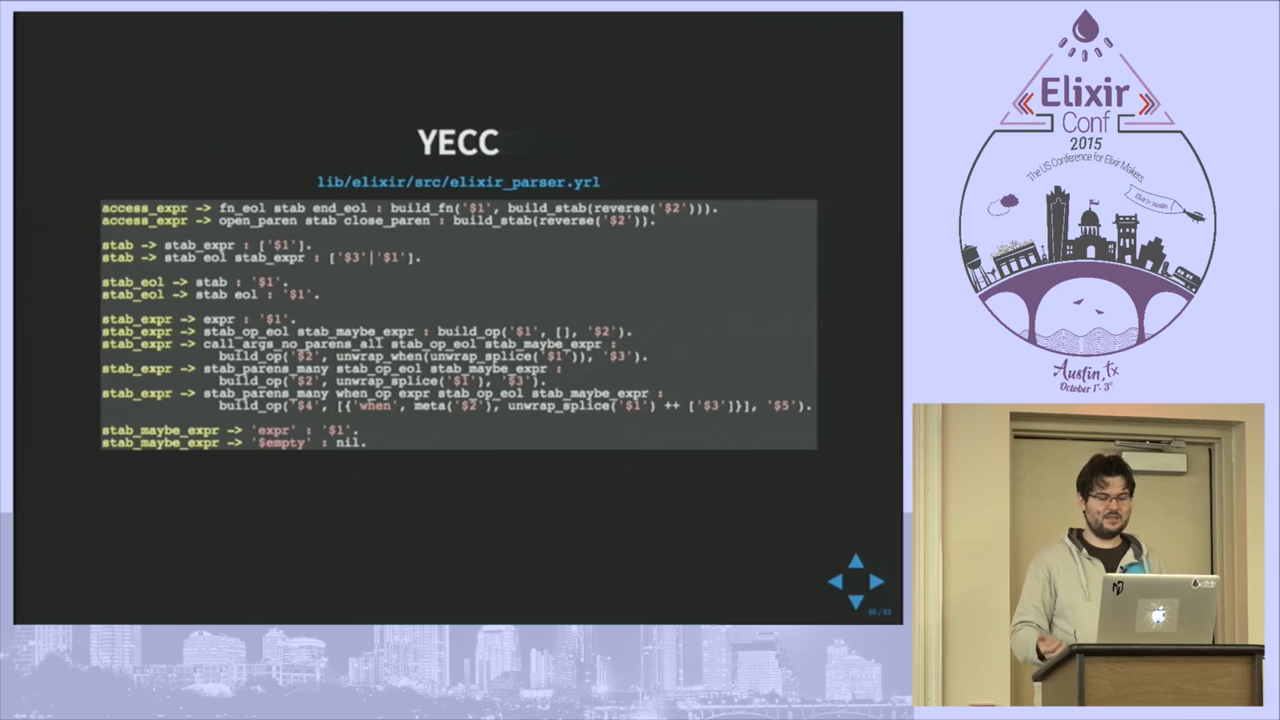 YECC
lib/elixir/src/elixir_parser.yrl
access_expr -> fn_eol stab end_eol : build_fn('$1', build_stab(reverse('$2'))).
access_expr -> open_paren stab close_paren : build_stab(reverse('$2')).
stab -> stab_expr : ['$1'].
stab -> stab eol stab_expr : ['$3'|'$1'].
stab_eol -> stab : '$1'.
stab_eol -> stab eol : '$1'.
stab_expr -> expr : '$1'.
stab_expr -> stab_op_eol stab_maybe_expr : build_op('$1', [], '$2').
stab_expr -> call_args_no_parens_all stab_op_eol stab_maybe_expr :
build_op('$2', unwrap_when(unwrap_splice('$1')), '$3').
stab_expr -> stab_parens_many stab_op_eol stab_maybe_expr :
build_op('$2', unwrap_splice('$1'), '$3').
stab_expr -> stab_parens_many when_op expr stab_op_eol stab_maybe_expr :
build_op('$4', [{'when', meta('$2'), unwrap_splice('$1') ++ ['$3']}], '$5').
stab_maybe_expr -> 'expr' : '$1'.
stab_maybe_expr -> '$empty' : nil.
Elixir
Conf
2015
The US Conference for Elixir Makers
Austin, Tx
October 1st - 3rd